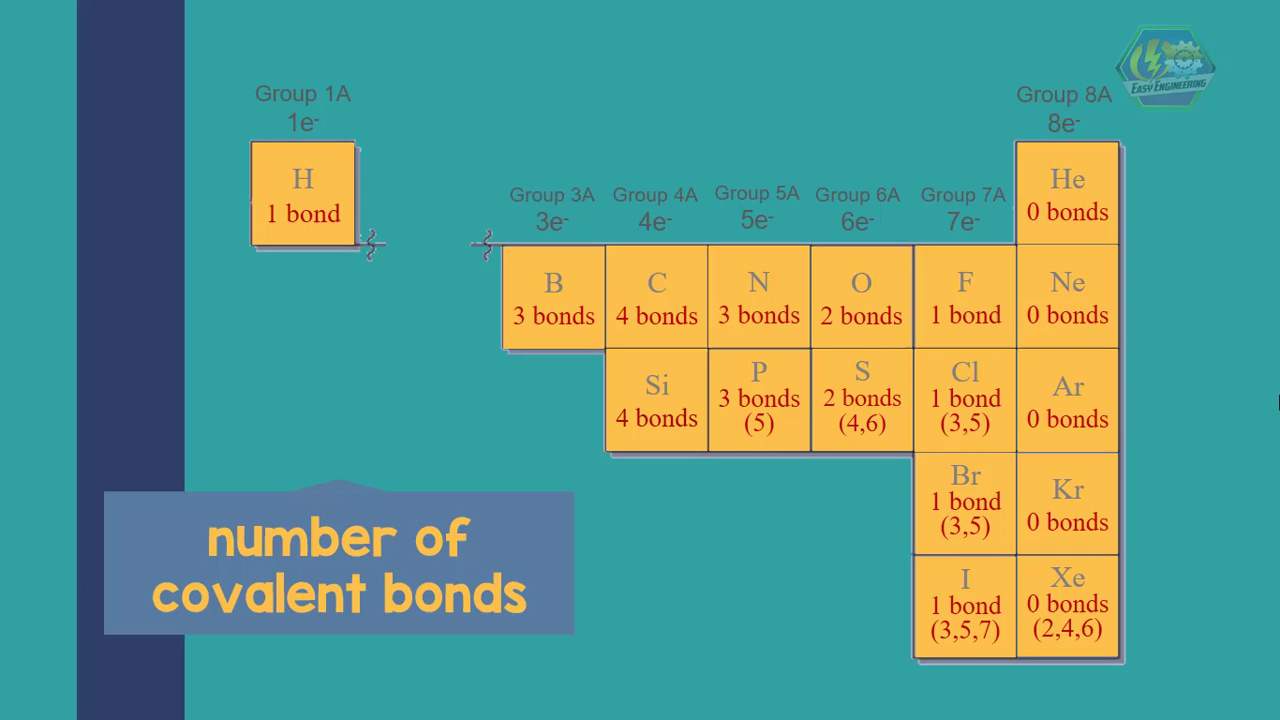 EASY ENGINEERING
Group 1A
1e-
Group 8A
8e-
H
1 bond
He
0 bonds
Group 3A
3e-
Group 4A
4e-
Group 5A
5e-
Group 6A
6e-
Group 7A
7e-
B
3 bonds
C
4 bonds
N
3 bonds
O
2 bonds
F
1 bond
Ne
0 bonds
Si
4 bonds
P
3 bonds
(5)
S
2 bonds
(4,6)
Cl
1 bond
(3,5)
Ar
0 bonds
Br
1 bond
(3,5)
Kr
0 bonds
I
1 bond
(3,5,7)
Xe
0 bonds
(2,4,6)
number of
covalent bonds